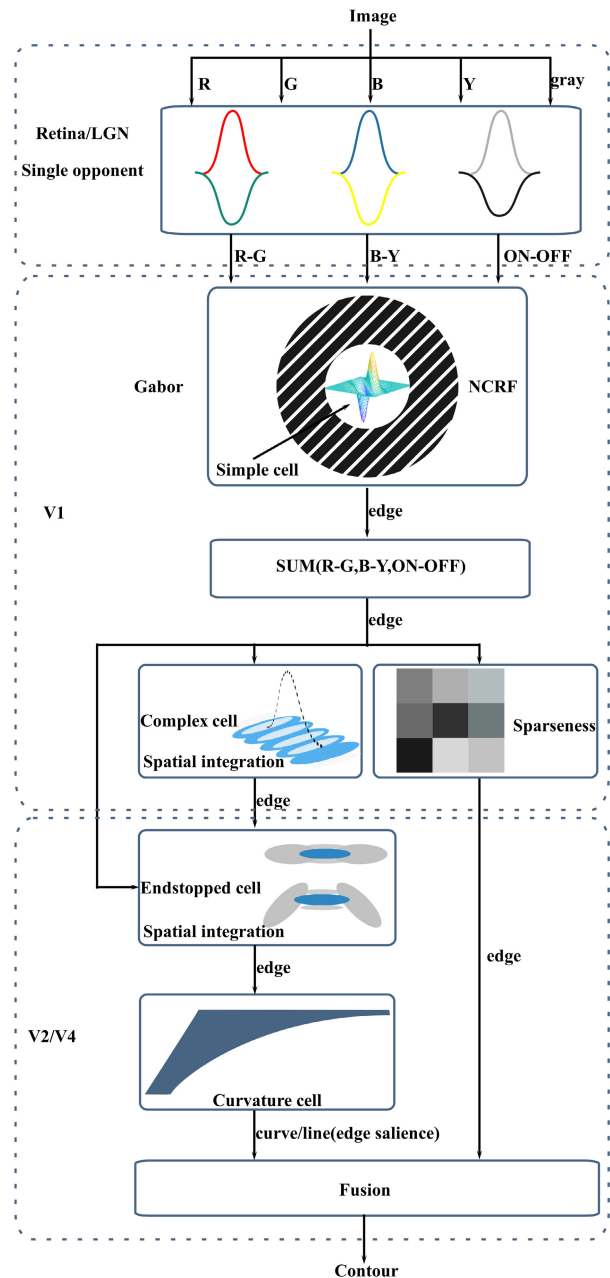 Image
R
G
B
Y
gray
Retina/LGN
Single opponent
R-G
B-Y
ON-OFF
Gabor
NCRF
Simple cell
edge
V1
SUM(R-G,B-Y,ON-OFF)
edge
Complex cell
Spatial integration
Sparseness
edge
Endstopped cell
Spatial integration
edge
edge
V2/V4
Curvature cell
curve/line(edge salience)
Fusion
Contour